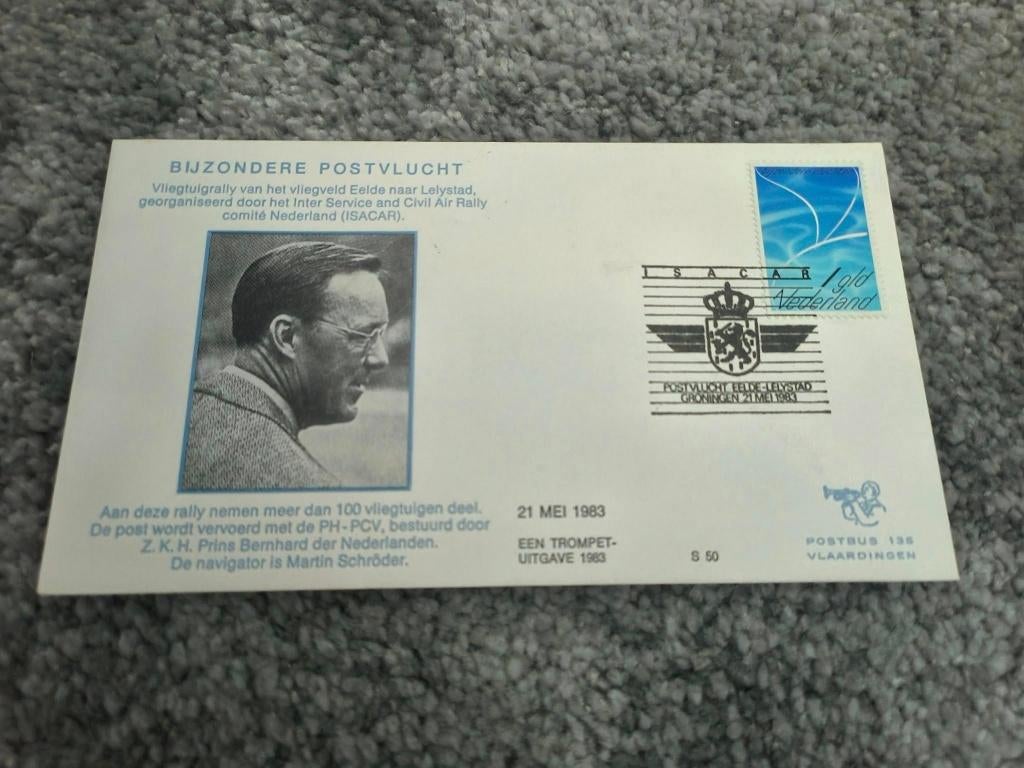 BIJZONDERE POSTVLUCHT
Vliegtuigrally van het vliegveld Eelde naar Lelystad,
georganiseerd door het Inter Service and Civil Air Rally
comité Nederland (ISACAR).
Aan deze rally nemen meer dan 100 vliegtuigen deel.
De post wordt vervoerd met de PH-PCV, bestuurd door
Z. K. H. Prins Bernhard der Nederlanden.
De navigator is Martin Schröder.
21 MEI 1983
EEN TROMPET-
UITGAVE 1983
S 50
1 gld
Nederland
I S A C A R
POSTVLUCHT EELDE-LELYSTAD
GRONINGEN 21 MEI 1983
POSTBUS 135
VLAARDINGEN